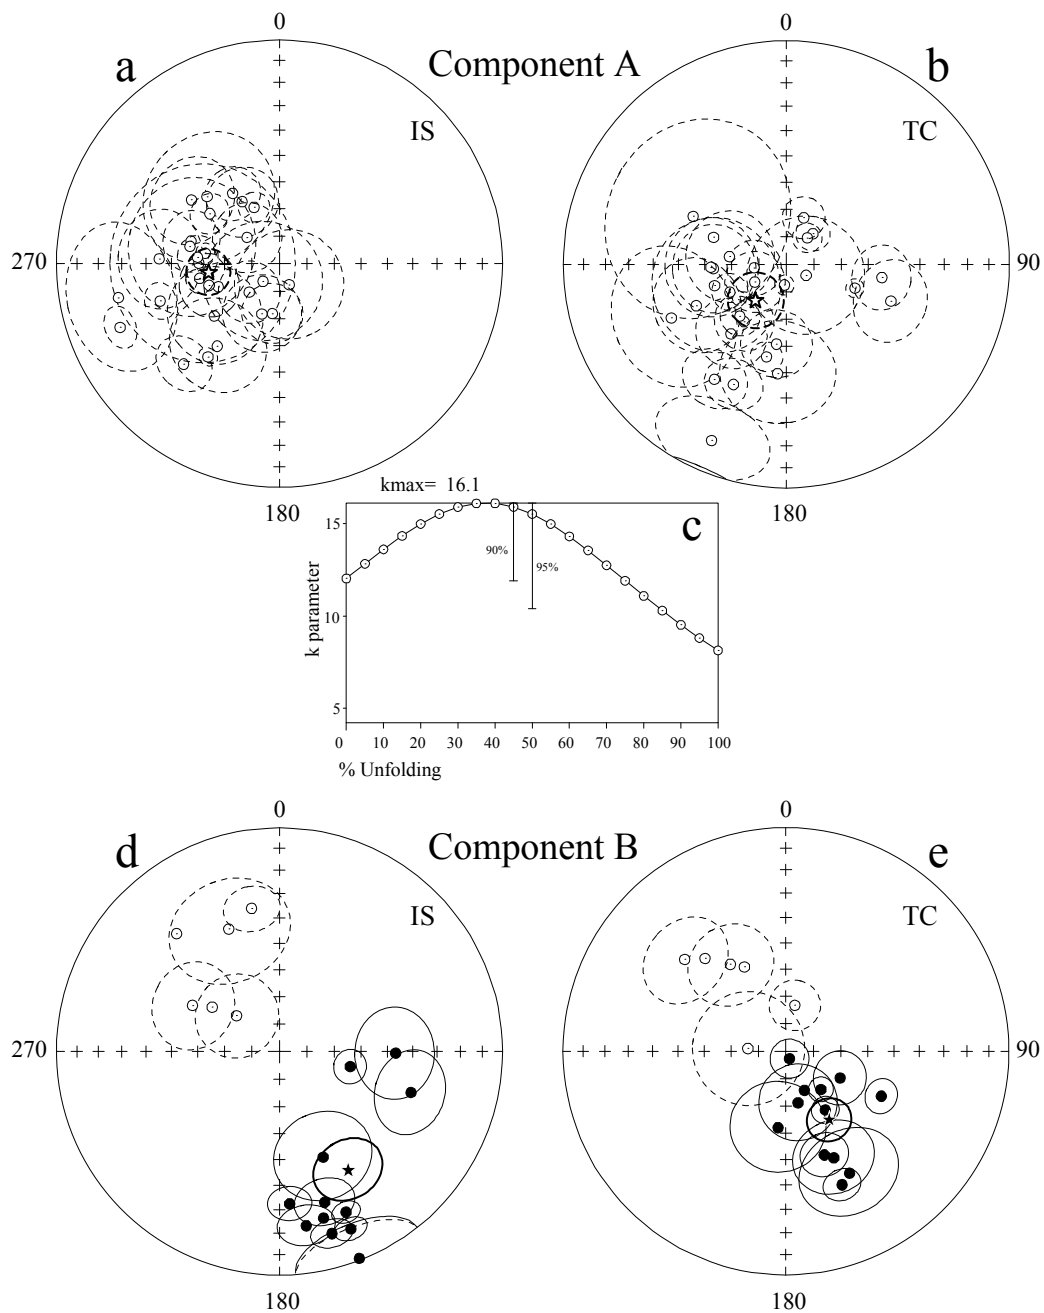 0
0
a
Component A
b
IS
TC
270
90
180
180
kmax= 16.1
c
15
90%
95%
k parameter
10
5
0 10 20 30 40 50 60 70 80 90 100
% Unfolding
0
0
d
Component B
e
IS
TC
270
90
180
180